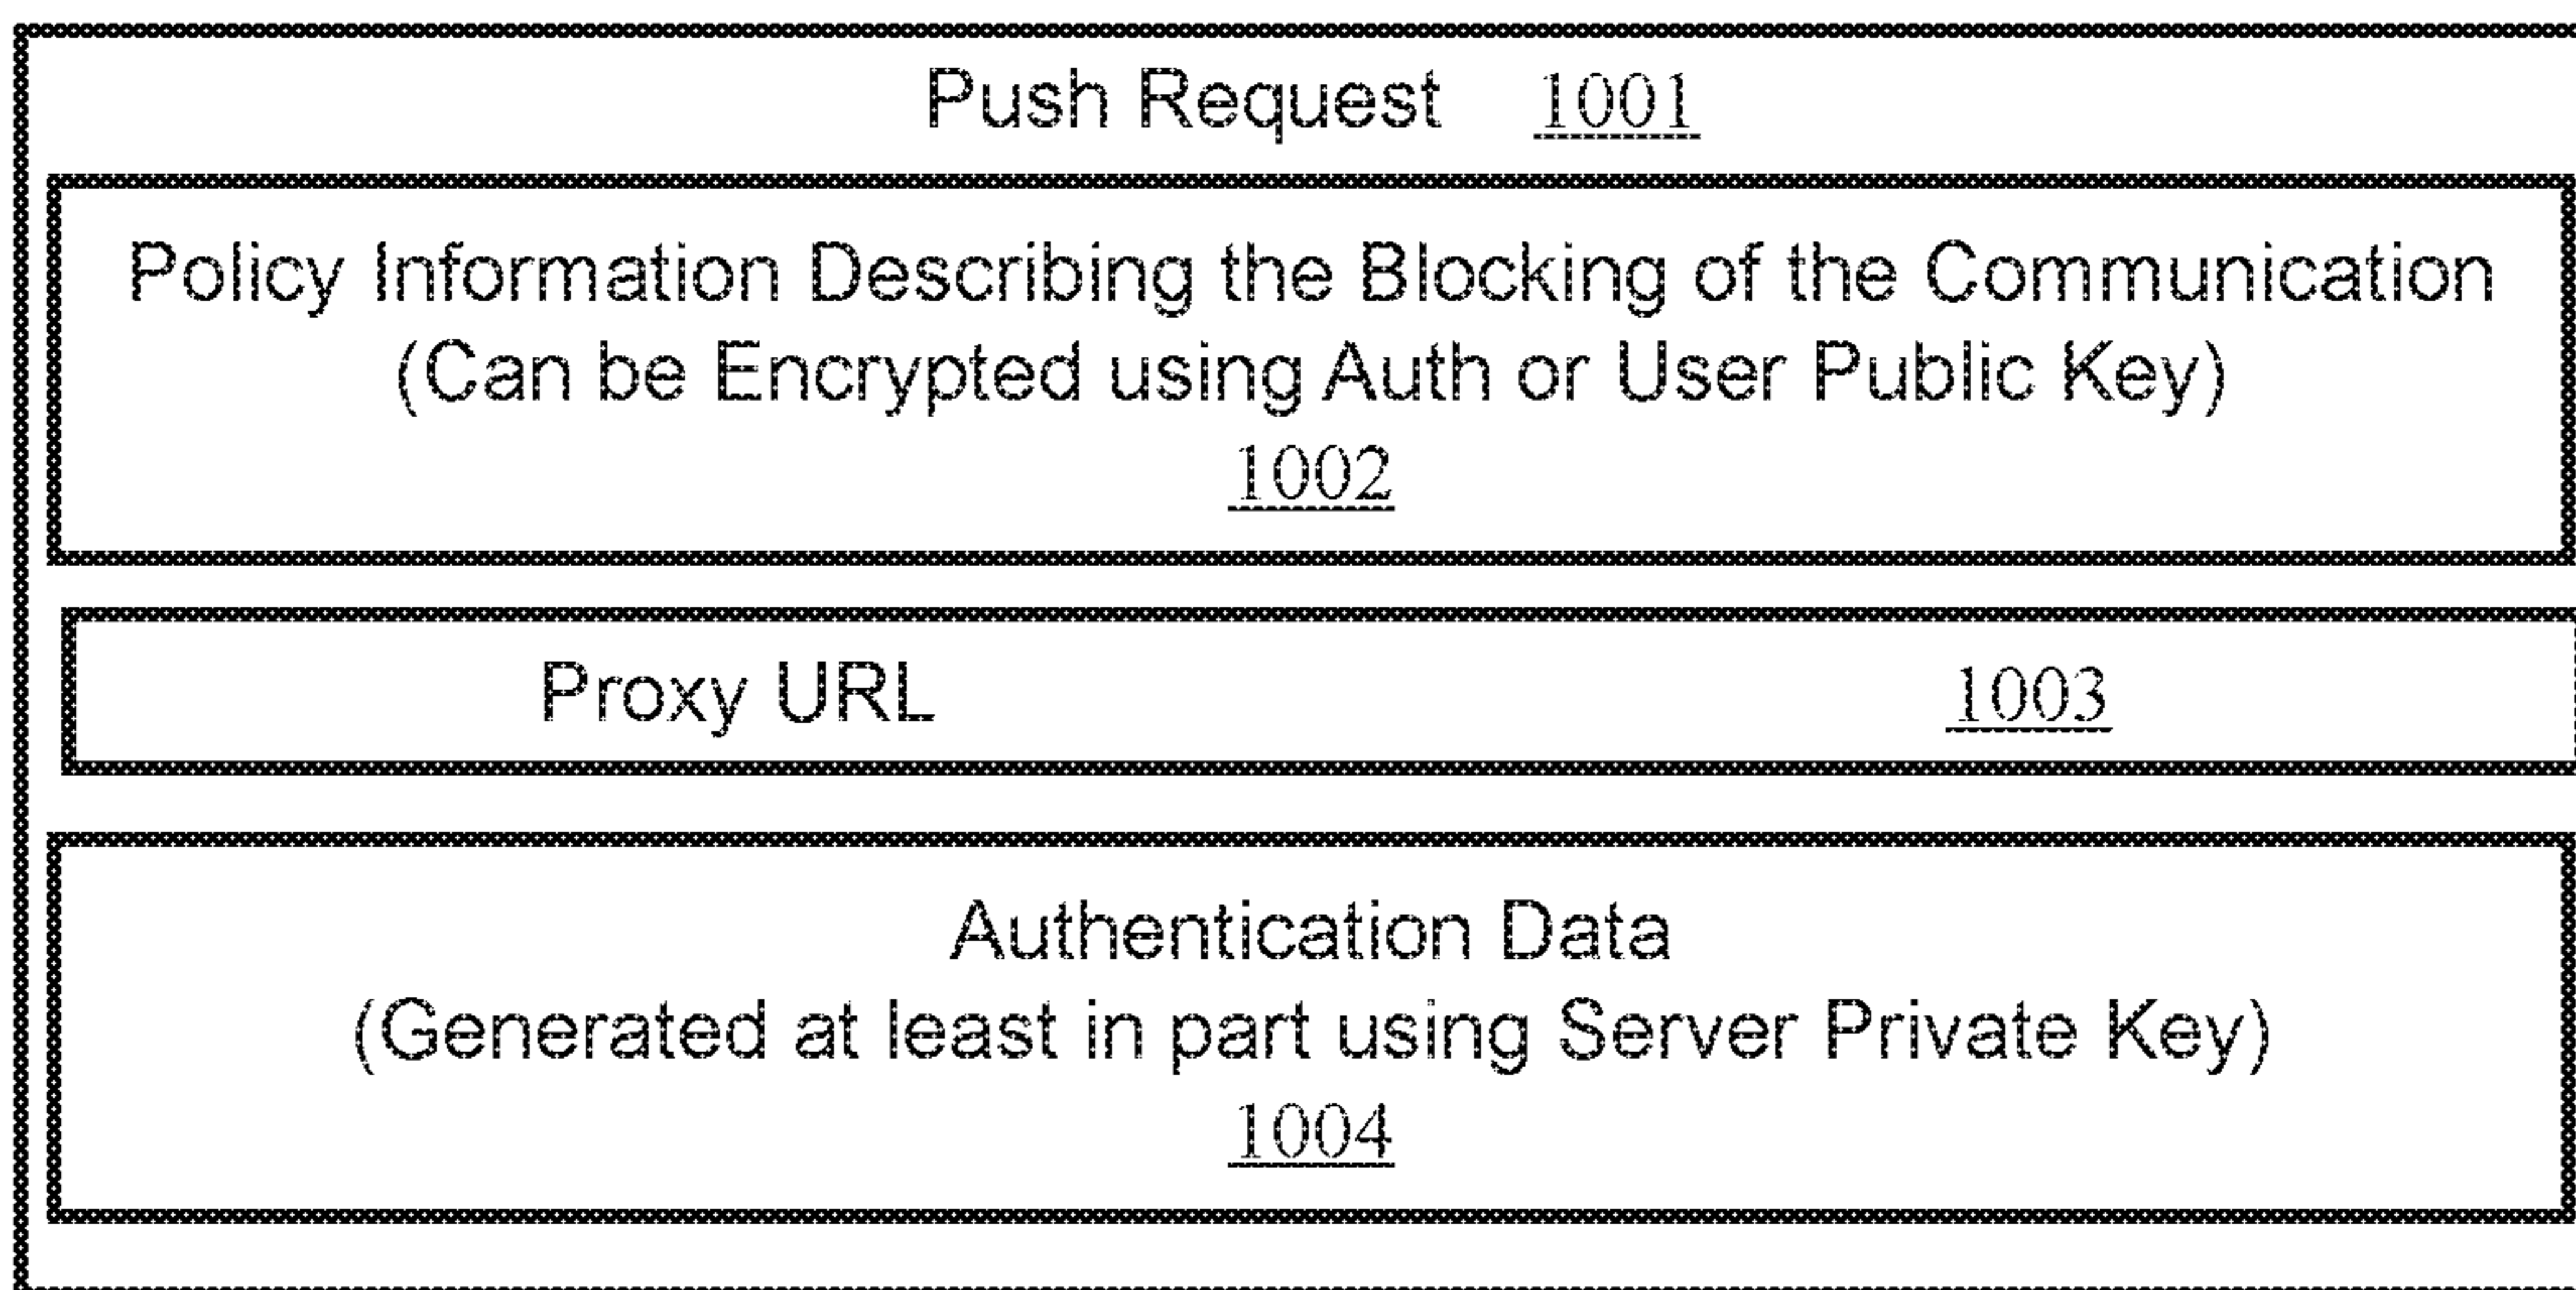 Push Request 1001
Policy Information Describing the Blocking of the Communication
(Can be Encrypted using Auth or User Public Key)
1002
Proxy URL 1003
Authentication Data
(Generated at least in part using Server Private Key)
1004